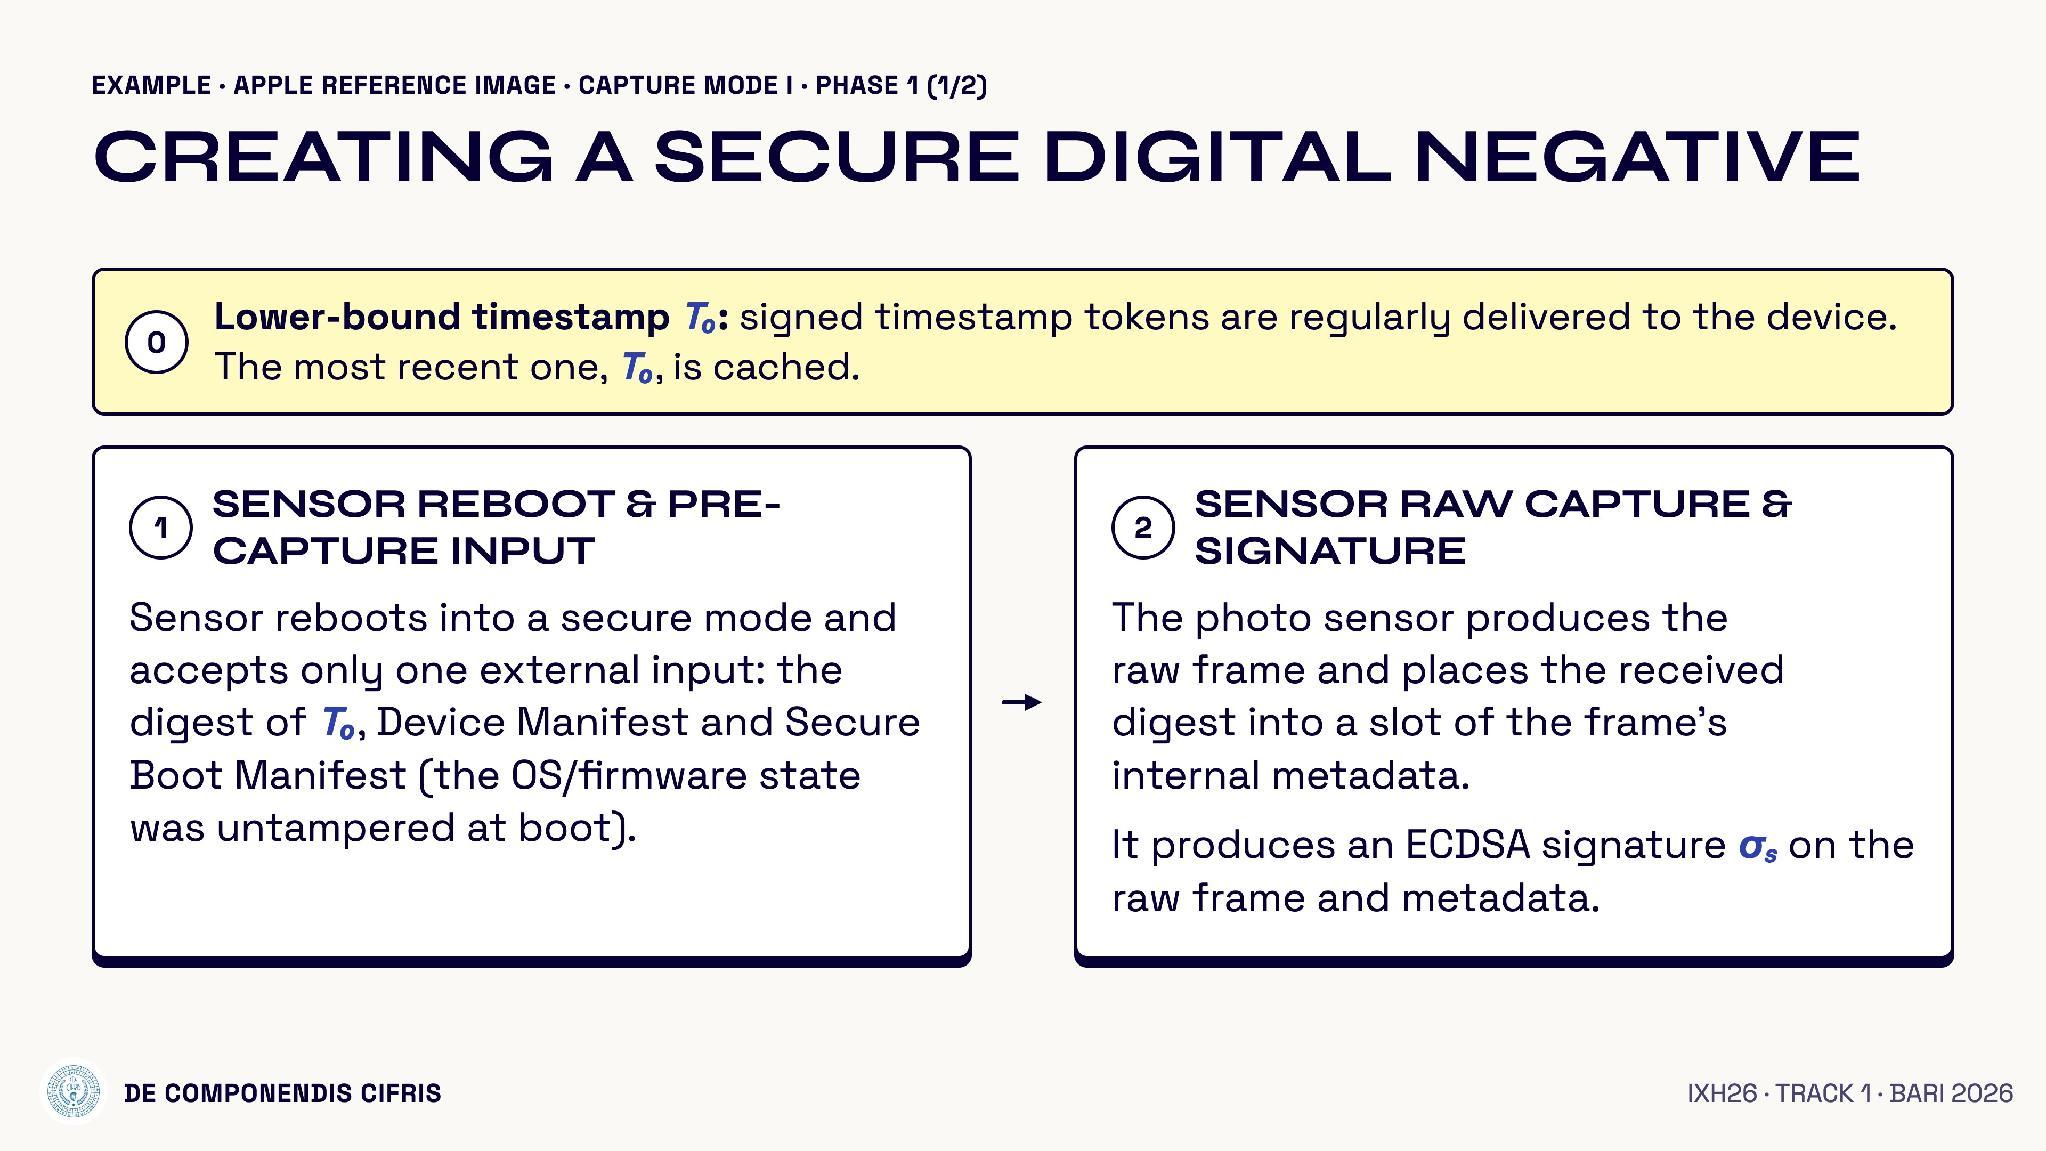 EXAMPLE · APPLE REFERENCE IMAGE · CAPTURE MODE I · PHASE 1 (1/2)
CREATING A SECURE DIGITAL NEGATIVE
0
Lower-bound timestamp T₀: signed timestamp tokens are regularly delivered to the device.
The most recent one, T₀, is cached.
1
SENSOR REBOOT & PRE-
CAPTURE INPUT
Sensor reboots into a secure mode and
accepts only one external input: the
digest of T₀, Device Manifest and Secure
Boot Manifest (the OS/firmware state
was untampered at boot).
→
2
SENSOR RAW CAPTURE &
SIGNATURE
The photo sensor produces the
raw frame and places the received
digest into a slot of the frame’s
internal metadata.
It produces an ECDSA signature σₛ on the
raw frame and metadata.
DE COMPONENDIS CIFRIS
IXH26 · TRACK 1 · BARI 2026